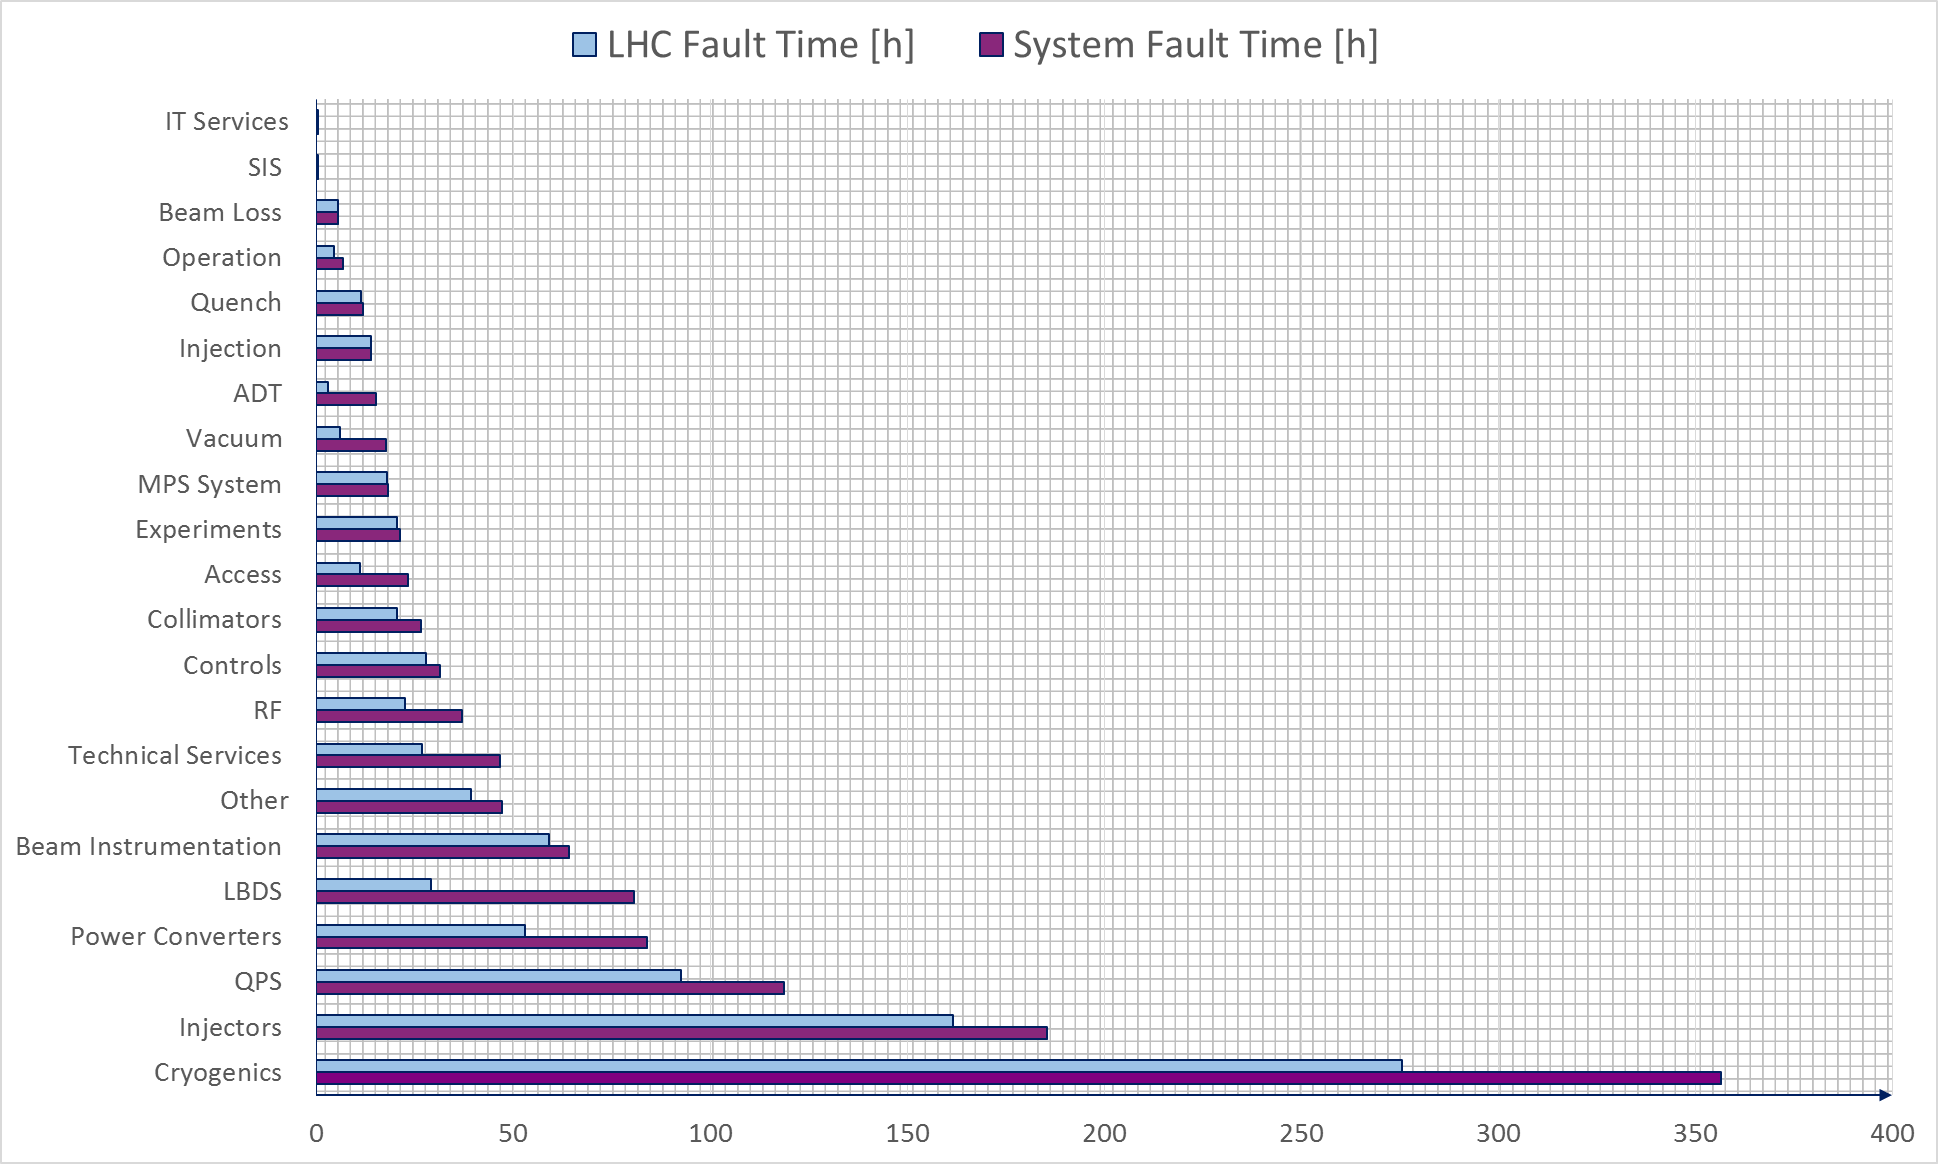 LHC Fault Time [h] System Fault Time [h]
IT Services
SIS
Beam Loss
Operation
Quench
Injection
ADT
Vacuum
MPS System
Experiments
Access
Collimators
Controls
RF
Technical Services
Other
Beam Instrumentation
LBDS
Power Converters
QPS
Injectors
Cryogenics
0 50 100 150 200 250 300 350 400